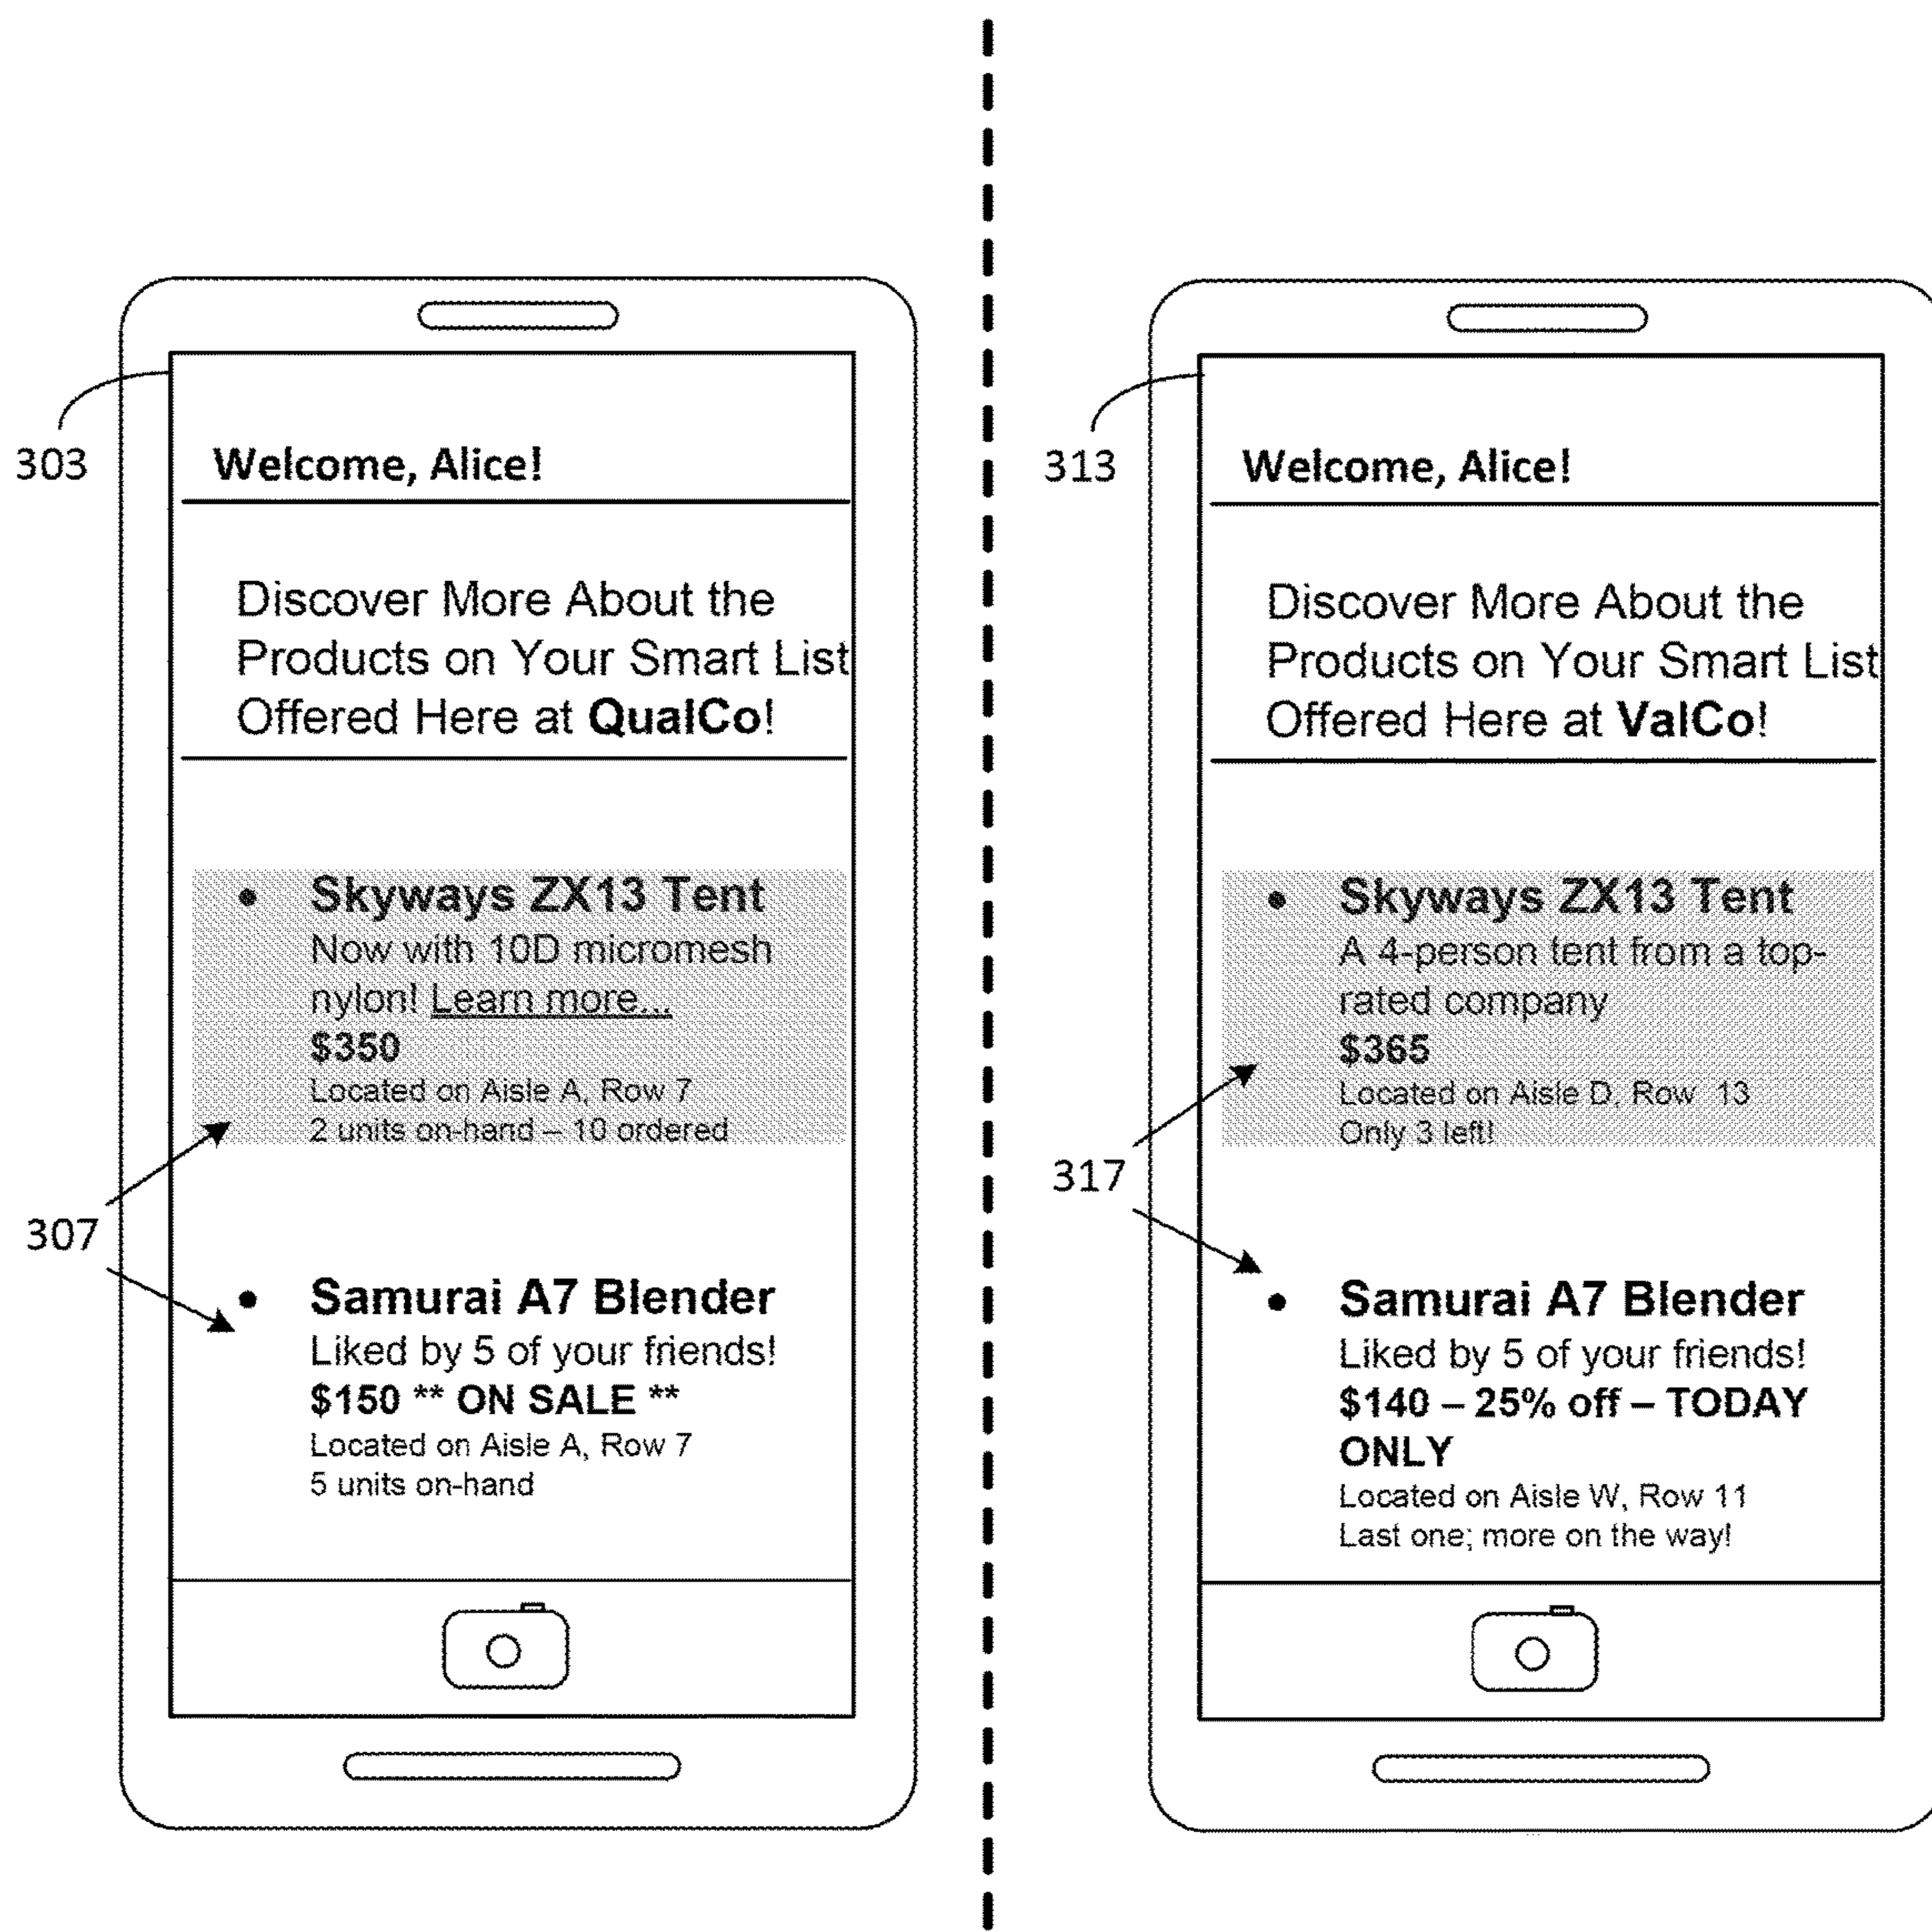 303
Welcome, Alice!
Discover More About the
Products on Your Smart List
Offered Here at QualCo!
• Skyways ZX13 Tent
Now with 10D micromesh
nylon! Learn more...
$350
Located on Aisle A, Row 7
2 units on-hand – 10 ordered
307
• Samurai A7 Blender
Liked by 5 of your friends!
$150 ** ON SALE **
Located on Aisle A, Row 7
5 units on-hand
313
Welcome, Alice!
Discover More About the
Products on Your Smart List
Offered Here at ValCo!
• Skyways ZX13 Tent
A 4-person tent from a top-
rated company
$365
Located on Aisle D, Row 13
Only 3 left!
317
• Samurai A7 Blender
Liked by 5 of your friends!
$140 – 25% off – TODAY
ONLY
Located on Aisle W, Row 11
Last one; more on the way!